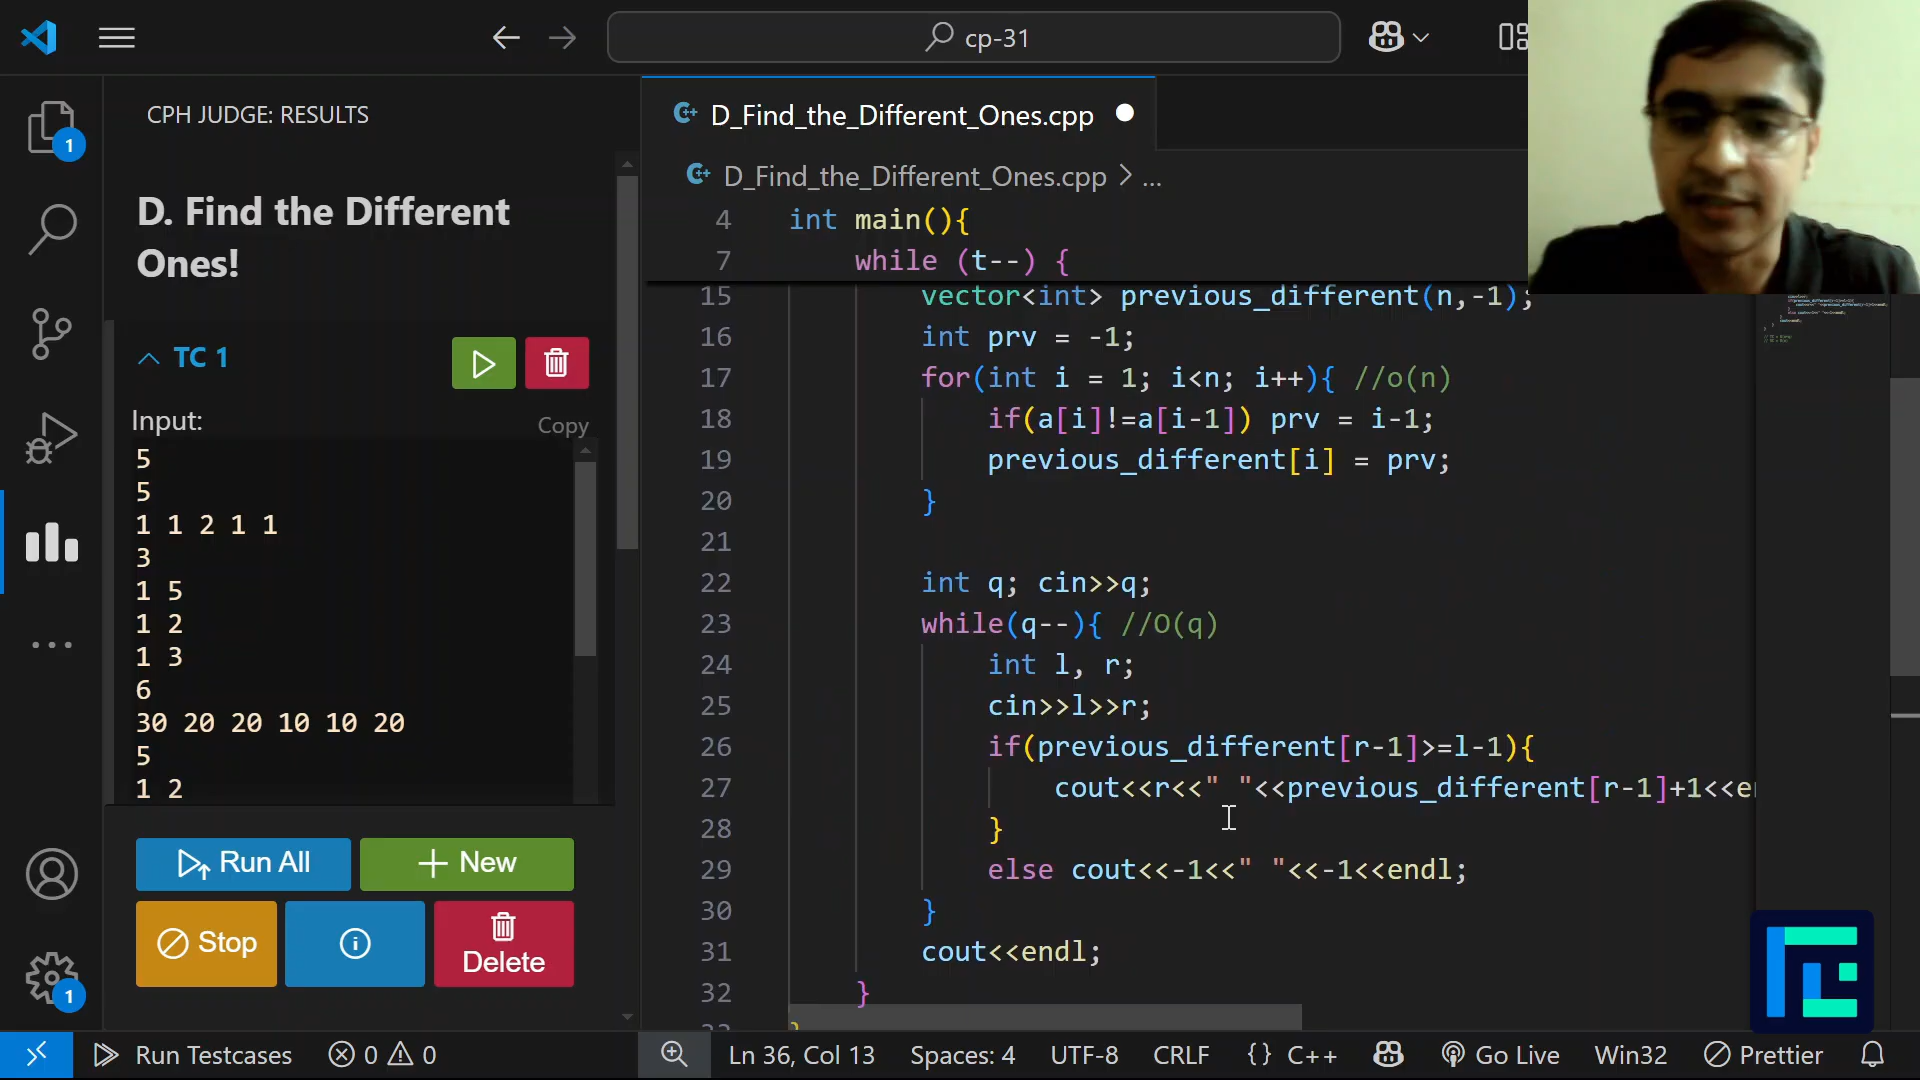 cp-31
CPH JUDGE: RESULTS
D. Find the Different
Ones!
TC 1
Input:
Copy
5
5
1 1 2 1 1
3
1 5
1 2
1 3
6
30 20 20 10 10 20
5
1 2
Run All
New
Stop
Delete
1
1
D_Find_the_Different_Ones.cpp
D_Find_the_Different_Ones.cpp > ...
4 int main(){
7 while (t--) {
15 vector<int> previous_different(n,-1);
16 int prv = -1;
17 for(int i = 1; i<n; i++){ //o(n)
18 if(a[i]!=a[i-1]) prv = i-1;
19 previous_different[i] = prv;
20 }
21
22 int q; cin>>q;
23 while(q--){ //O(q)
24 int l, r;
25 cin>>l>>r;
26 if(previous_different[r-1]>=l-1){
27 cout<<r<<" "<<previous_different[r-1]+1<<e
28 }
29 else cout<<-1<<" "<<-1<<endl;
30 }
31 cout<<endl;
32 }
Run Testcases
0
0
Ln 36, Col 13
Spaces: 4
UTF-8
CRLF
{} C++
Go Live
Win32
Prettier